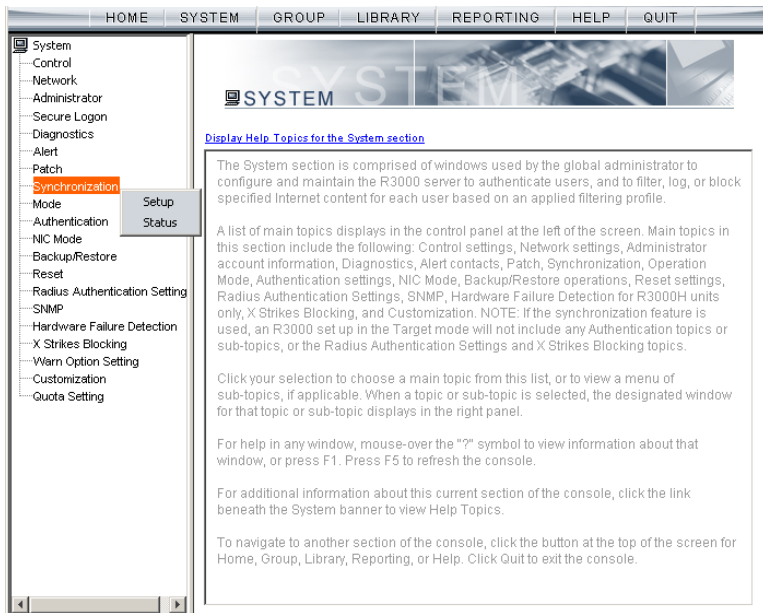 HOME SYSTEM GROUP LIBRARY REPORTING HELP QUIT
System
Control
Network
Administrator
Secure Logon
Diagnostics
Alert
Patch
Synchronization
Mode
Authentication
NIC Mode
Backup/Restore
Reset
Radius Authentication Setting
SNMP
Hardware Failure Detection
X Strikes Blocking
Warn Option Setting
Customization
Quota Setting
Setup
Status
SYSTEM
SYSTEM
Display Help Topics for the System section
The System section is comprised of windows used by the global administrator to
configure and maintain the R3000 server to authenticate users, and to filter, log, or block
specified Internet content for each user based on an applied filtering profile.
A list of main topics displays in the control panel at the left of the screen. Main topics in
this section include the following: Control settings, Network settings, Administrator
account information, Diagnostics, Alert contacts, Patch, Synchronization, Operation
Mode, Authentication settings, NIC Mode, Backup/Restore operations, Reset settings,
Radius Authentication Settings, SNMP, Hardware Failure Detection for R3000H units
only, X Strikes Blocking, and Customization. NOTE: If the synchronization feature is
used, an R3000 set up in the Target mode will not include any Authentication topics or
sub-topics, or the Radius Authentication Settings and X Strikes Blocking topics.
Click your selection to choose a main topic from this list, or to view a menu of
sub-topics, if applicable. When a topic or sub-topic is selected, the designated window
for that topic or sub-topic displays in the right panel.
For help in any window, mouse-over the "?" symbol to view information about that
window, or press F1. Press F5 to refresh the console.
For additional information about this current section of the console, click the link
beneath the System banner to view Help Topics.
To navigate to another section of the console, click the button at the top of the screen for
Home, Group, Library, Reporting, or Help. Click Quit to exit the console.